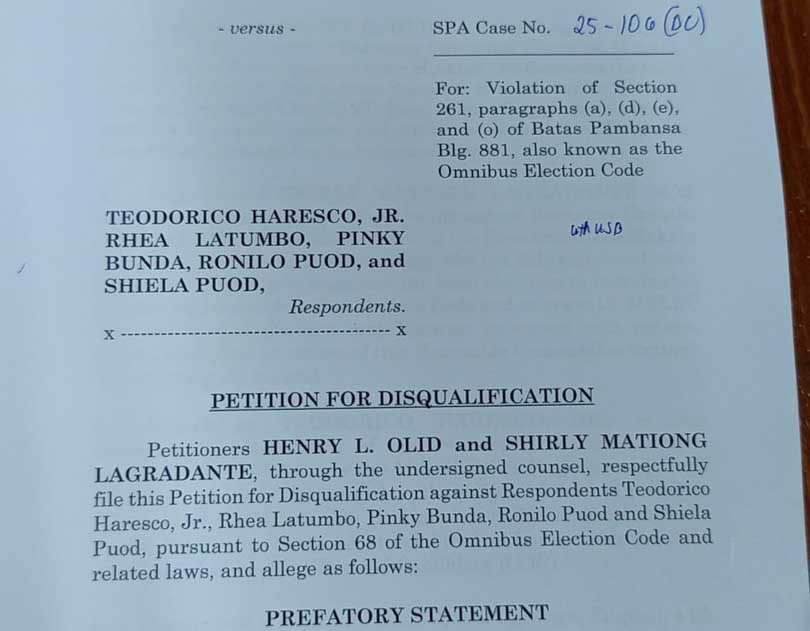 - versus -
SPA Case No. 25-106 (DC)
For: Violation of Section
261, paragraphs (a), (d), (e),
and (o) of Batas Pambansa
Blg. 881, also known as the
Omnibus Election Code
TEODORICO HARESCO, JR.
RHEA LATUMBO, PINKY
BUNDA, RONILO PUOD, and
SHIELA PUOD,
with USB
Respondents.
x ---------------------------------------- x
PETITION FOR DISQUALIFICATION
Petitioners HENRY L. OLID and SHIRLY MATIONG
LAGRADANTE, through the undersigned counsel, respectfully
file this Petition for Disqualification against Respondents Teodorico
Haresco, Jr., Rhea Latumbo, Pinky Bunda, Ronilo Puod and Shiela
Puod, pursuant to Section 68 of the Omnibus Election Code and
related laws, and allege as follows:
PREFATORY STATEMENT